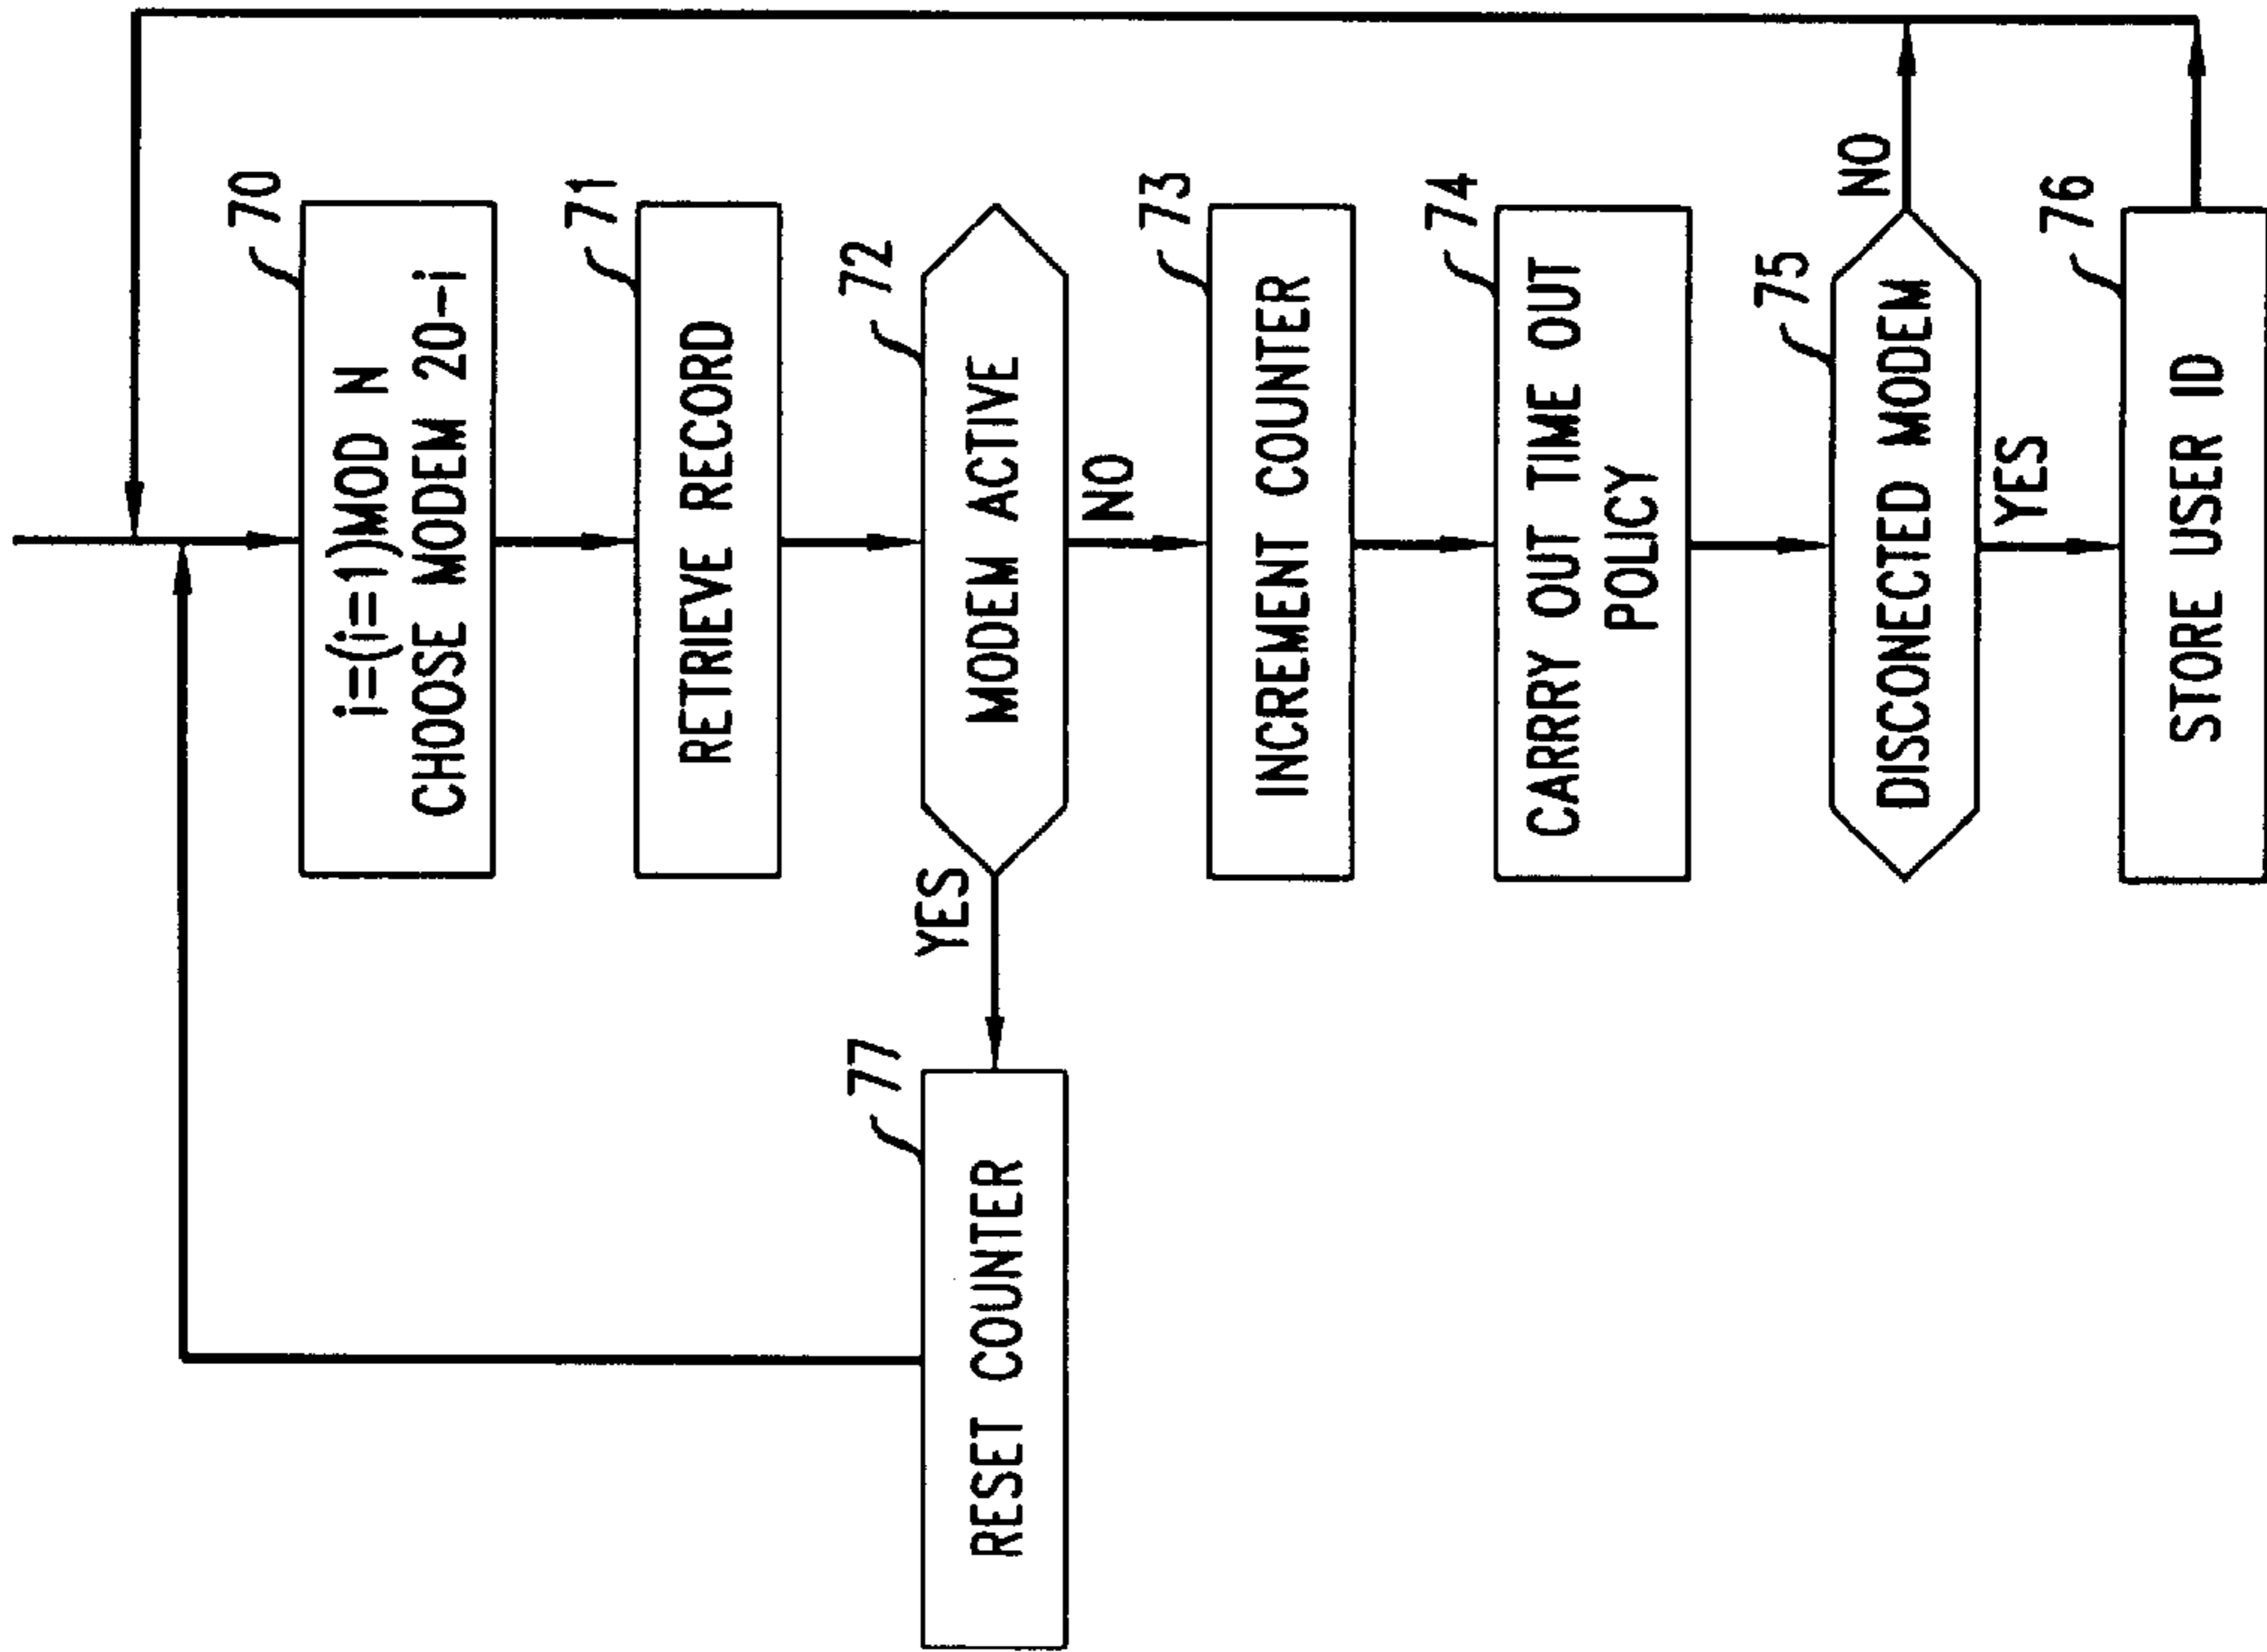 70
i=(i=1)MOD N
CHOOSE MODEM 20-i
71
RETRIEVE RECORD
72
MODEM ACTIVE
YES
NO
77
RESET COUNTER
73
INCREMENT COUNTER
74
CARRY OUT TIME OUT
POLICY
75
DISCONECTED MODEM
NO
YES
76
STORE USER ID